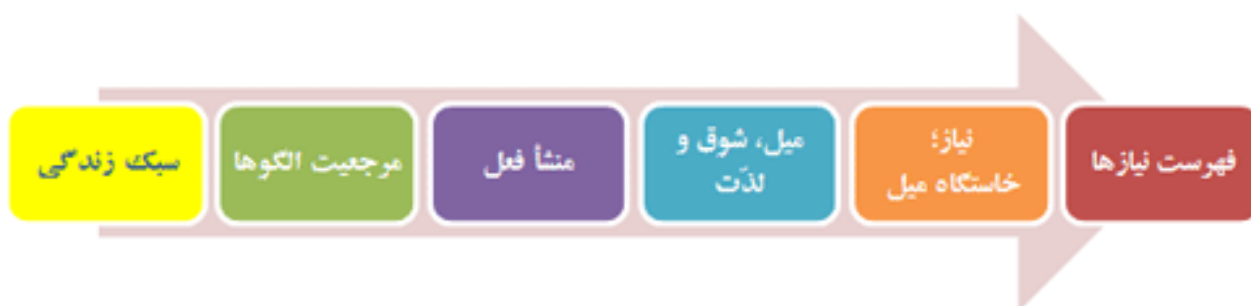 سبک زندگی
مرجعیت الگوها
منشأ فعل
میل، شوق و
لذّت
نیاز؛
خاستگاه میل
فهرست نیازها